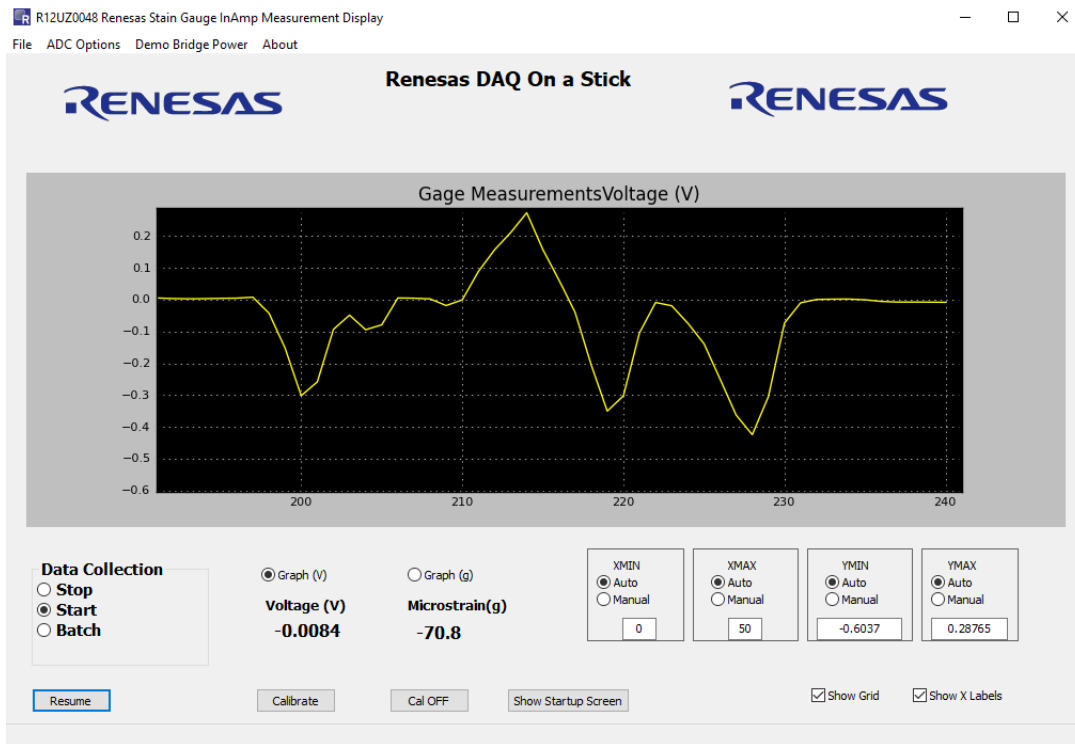 R12UZ0048 Renesas Stain Gauge InAmp Measurement Display
File ADC Options Demo Bridge Power About
Renesas DAQ On a Stick
RENESAS
RENESAS
Gage MeasurementsVoltage (V)
0.2
0.1
0.0
−0.1
−0.2
−0.3
−0.4
−0.5
−0.6
200 210 220 230 240
Data Collection
Stop
Start
Batch
Graph (V)
Voltage (V)
-0.0084
Graph (g)
Microstrain(g)
-70.8
XMIN
Auto
Manual
0
XMAX
Auto
Manual
50
YMIN
Auto
Manual
-0.6037
YMAX
Auto
Manual
0.28765
Resume
Calibrate
Cal OFF
Show Startup Screen
Show Grid
Show X Labels